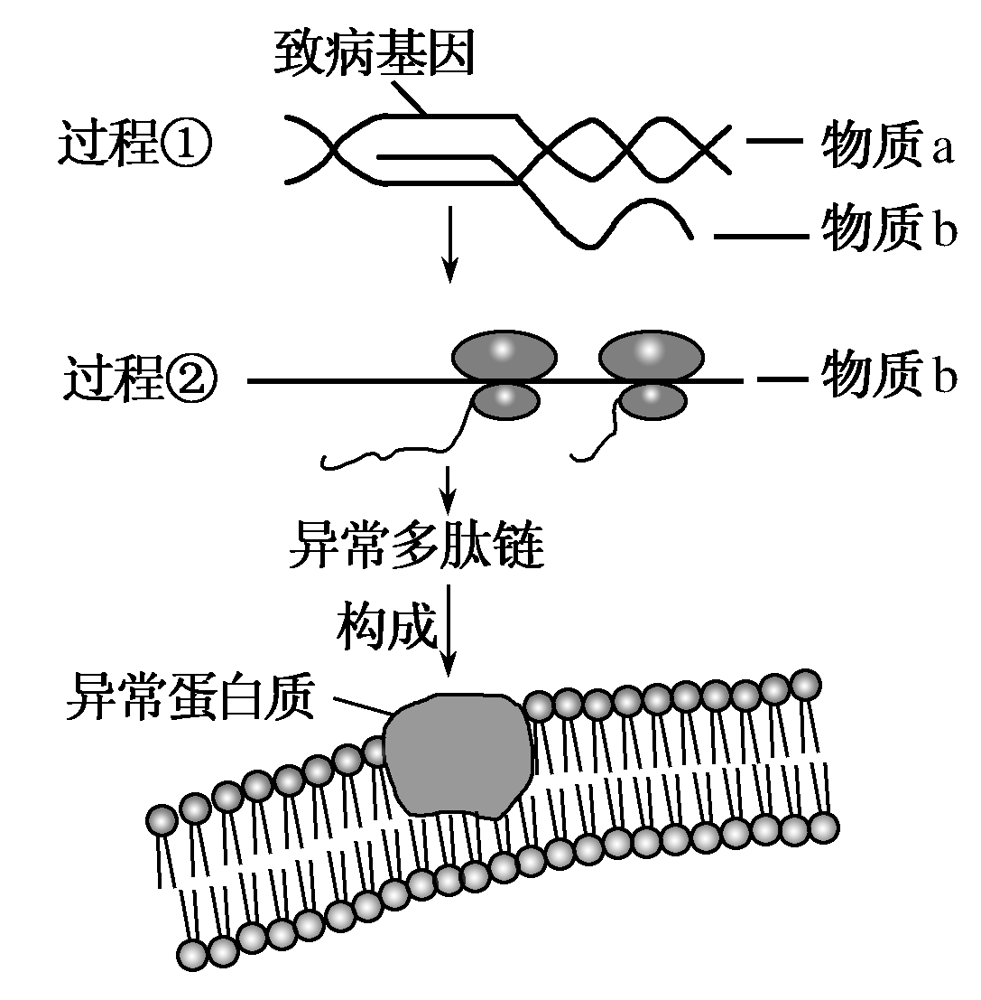 致病基因
过程① 物质a
物质b
过程② 物质b
异常多肽链
构成
异常蛋白质